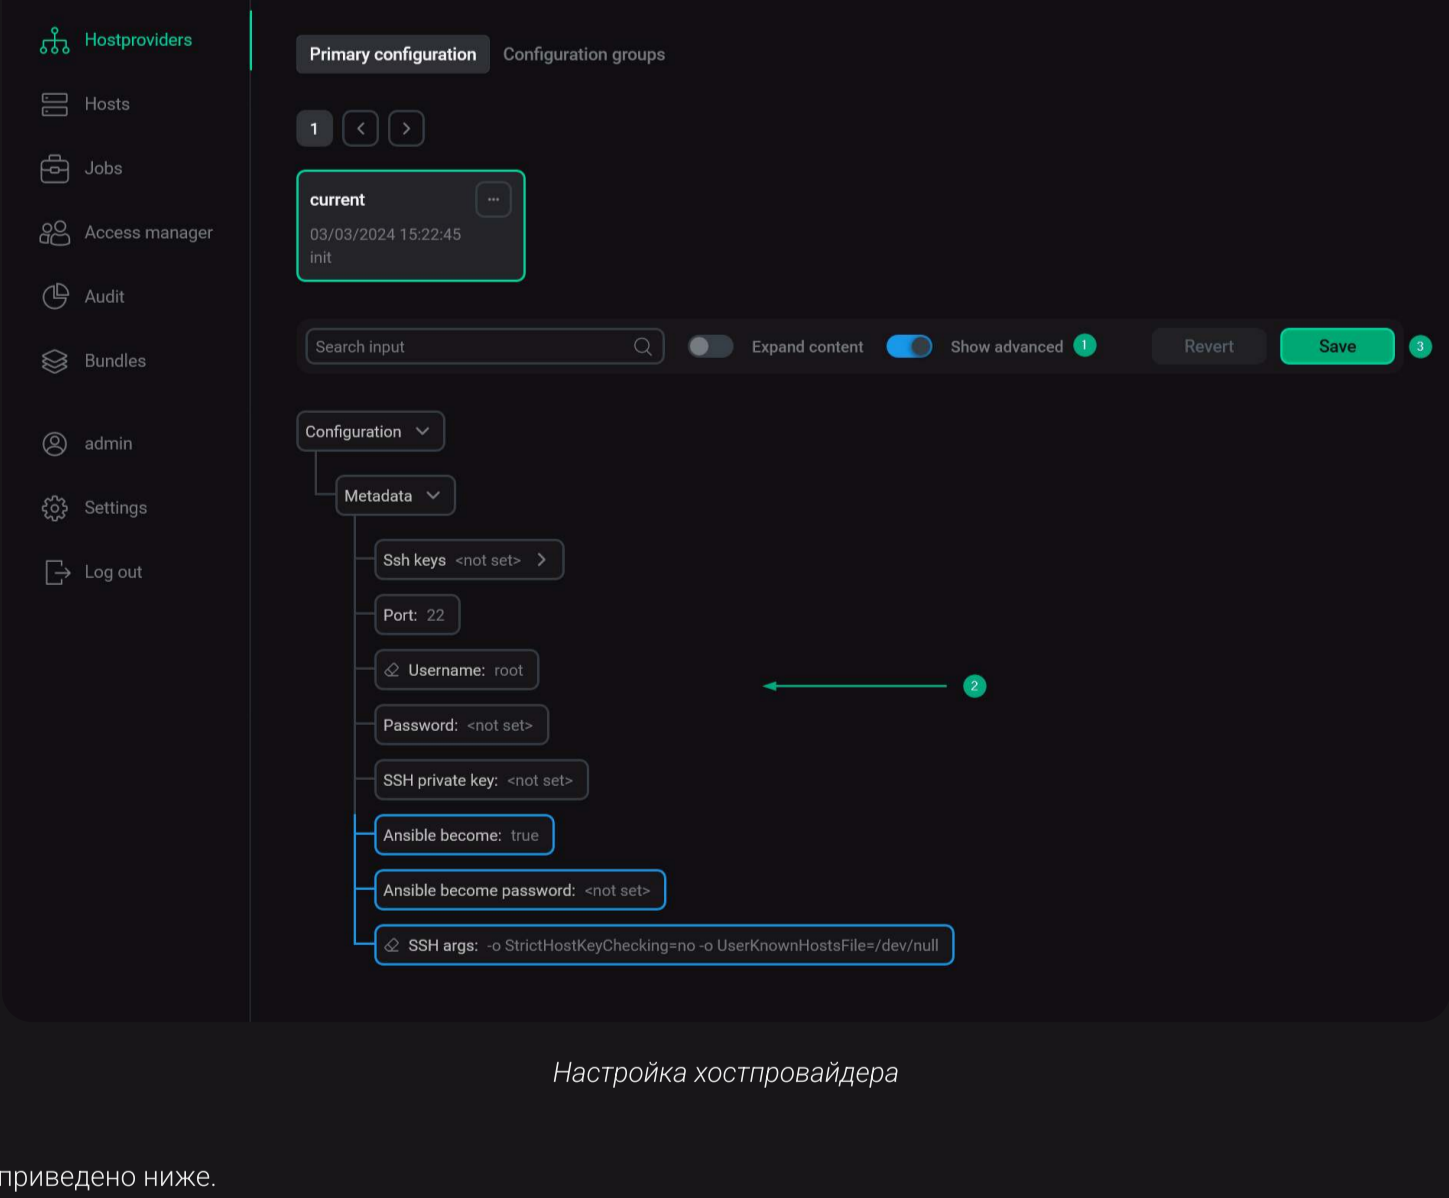 Hostproviders
Hosts
Jobs
Access manager
Audit
Bundles
admin
Settings
Log out
Primary configuration Configuration groups
1
current ...
03/03/2024 15:22:45
init
Search input Expand content Show advanced 1 Revert Save 3
Configuration
Metadata
Ssh keys <not set>
Port: 22
Username: root
2
Password: <not set>
SSH private key: <not set>
Ansible become: true
Ansible become password: <not set>
SSH args: -o StrictHostKeyChecking=no -o UserKnownHostsFile=/dev/null
Настройка хостпровайдера
приведено ниже.